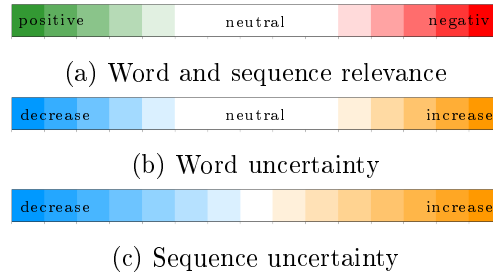 positive neutral negativ
(a) Word and sequence relevance
decrease neutral increase
(b) Word uncertainty
decrease increase
(c) Sequence uncertainty